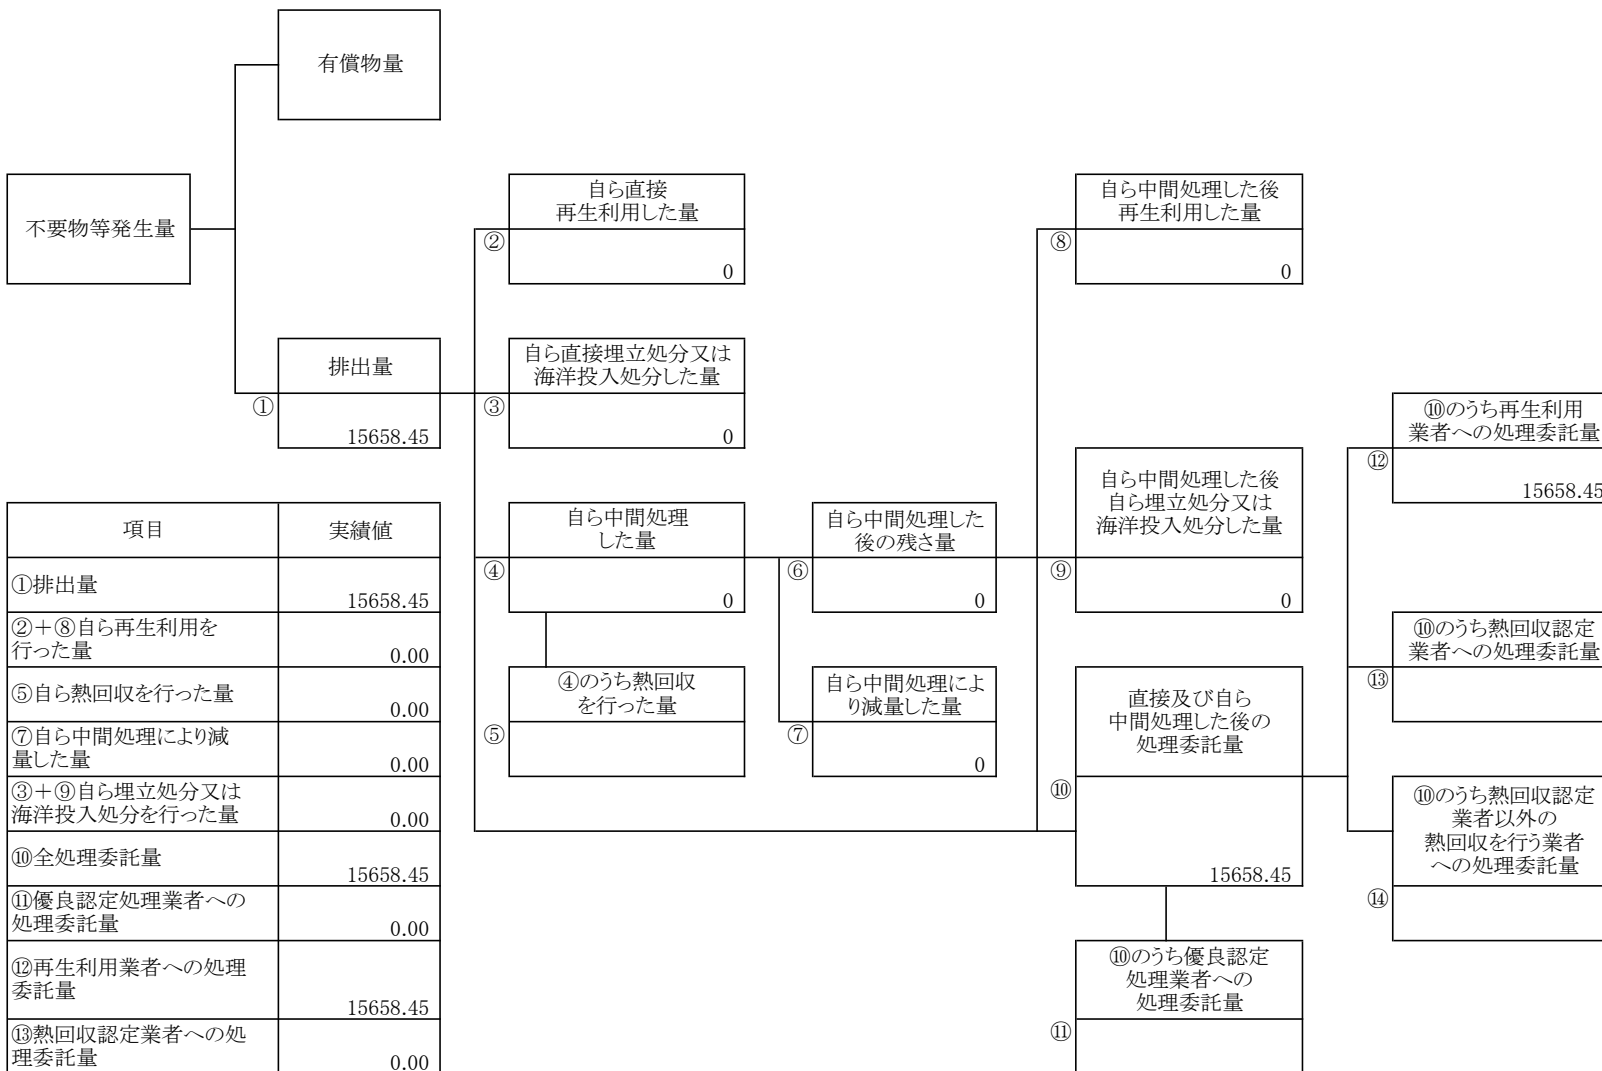 有償物量
不要物等発生量
排出量
①
15658.45
自ら直接
再生利用した量
②
0
自ら直接埋立処分又は
海洋投入処分した量
③
0
自ら中間処理
した量
④
0
④のうち熱回収
を行った量
⑤
自ら中間処理した
後の残さ量
⑥
0
自ら中間処理によ
り減量した量
⑦
0
自ら中間処理した後
再生利用した量
⑧
0
自ら中間処理した後
自ら埋立処分又は
海洋投入処分した量
⑨
0
直接及び自ら
中間処理した後の
処理委託量
⑩
15658.45
⑩のうち優良認定
処理業者への
処理委託量
⑪
⑩のうち再生利用
業者への処理委託量
⑫
15658.45
⑩のうち熱回収認定
業者への処理委託量
⑬
⑩のうち熱回収認定
業者以外の
熱回収を行う業者
への処理委託量
⑭
項目 実績値
①排出量
15658.45
②＋⑧自ら再生利用を
行った量
0.00
⑤自ら熱回収を行った量
0.00
⑦自ら中間処理により減
量した量
0.00
③＋⑨自ら埋立処分又は
海洋投入処分を行った量
0.00
⑩全処理委託量
15658.45
⑪優良認定処理業者への
処理委託量
0.00
⑫再生利用業者への処理
委託量
15658.45
⑬熱回収認定業者への処
理委託量
0.00